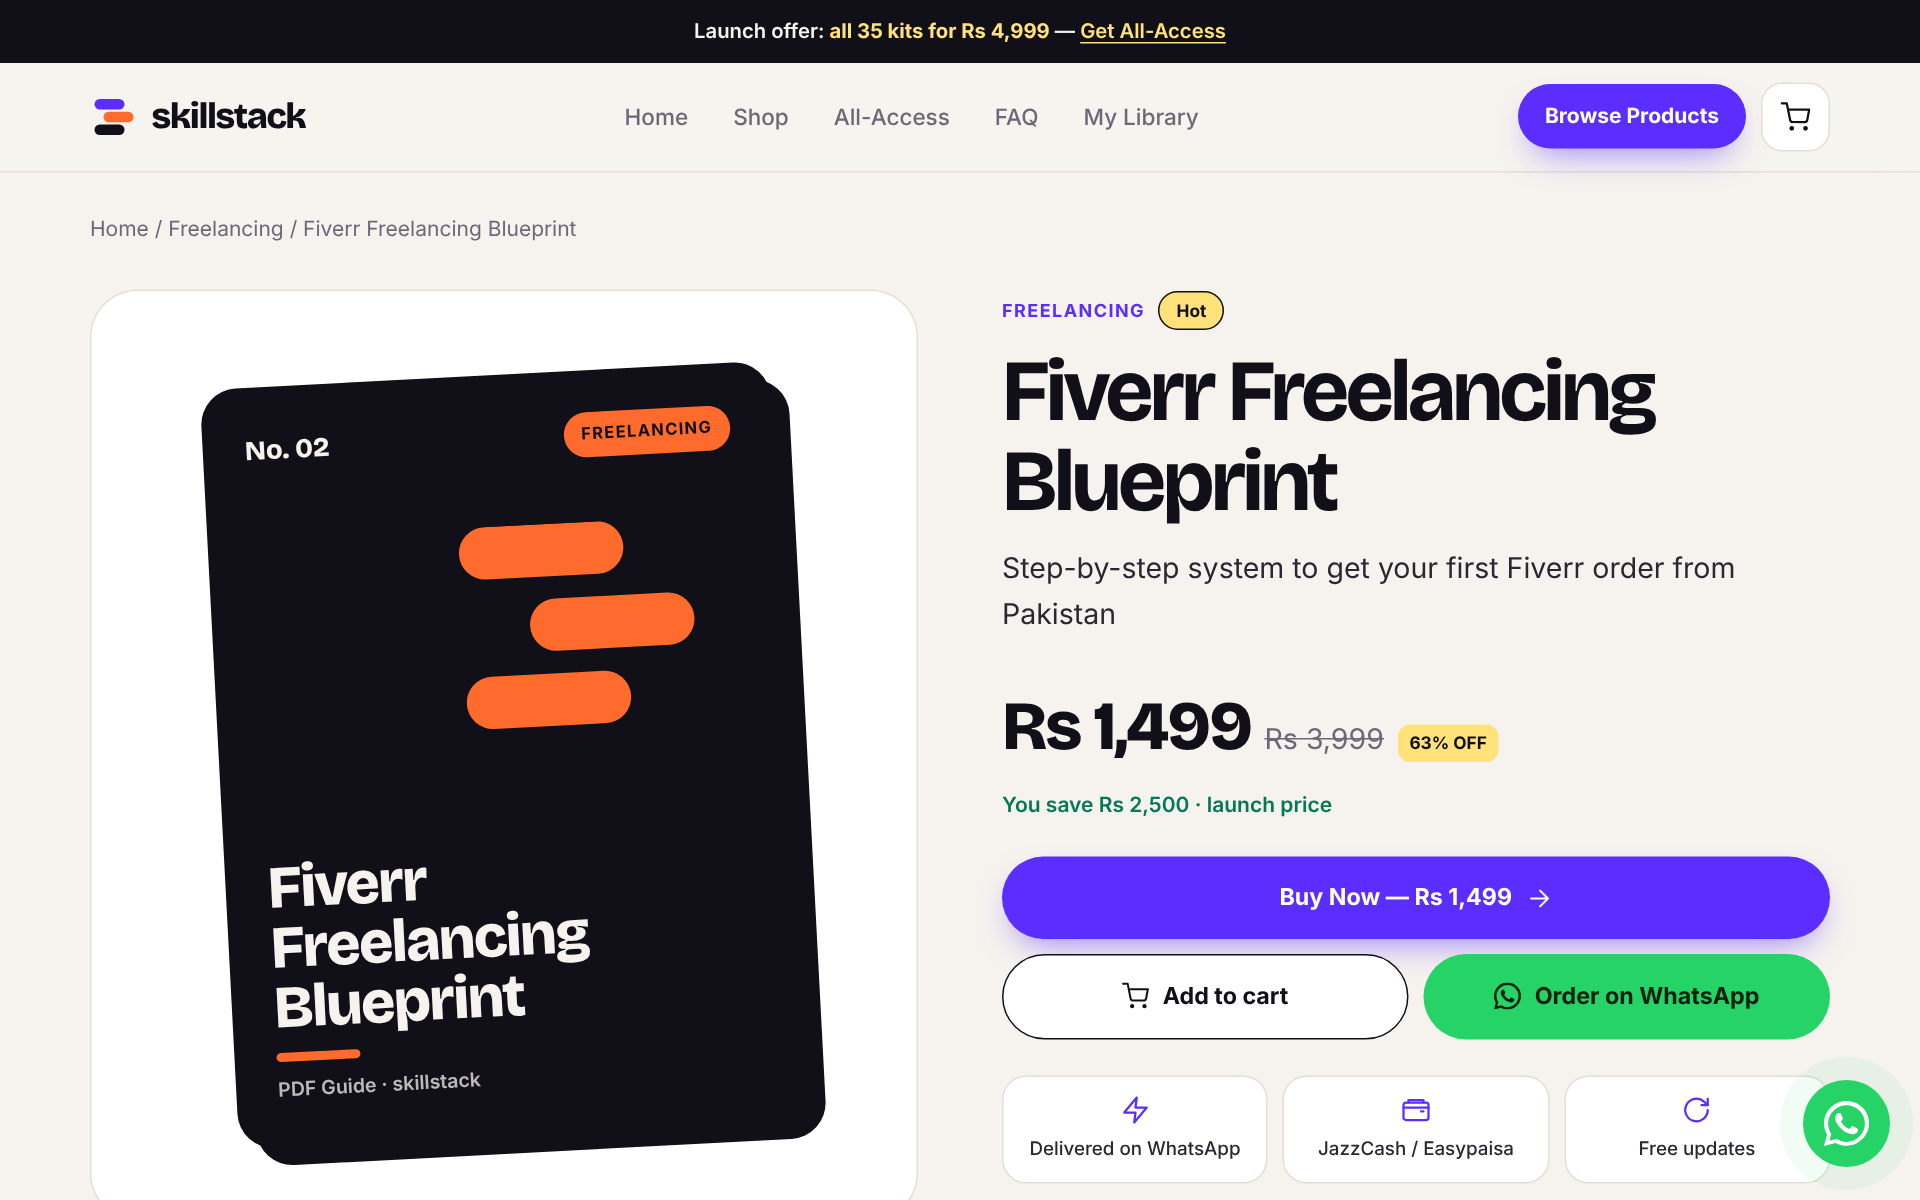 Launch offer: all 35 kits for Rs 4,999 — Get All-Access
skillstack
Home
Shop
All-Access
FAQ
My Library
Browse Products
Home / Freelancing / Fiverr Freelancing Blueprint
No. 02
FREELANCING
Fiverr
Freelancing
Blueprint
PDF Guide · skillstack
FREELANCING
Hot
Fiverr Freelancing
Blueprint
Step-by-step system to get your first Fiverr order from
Pakistan
Rs 1,499 Rs 3,999 63% OFF
You save Rs 2,500 · launch price
Buy Now — Rs 1,499 →
Add to cart
Order on WhatsApp
Delivered on WhatsApp
JazzCash / Easypaisa
Free updates